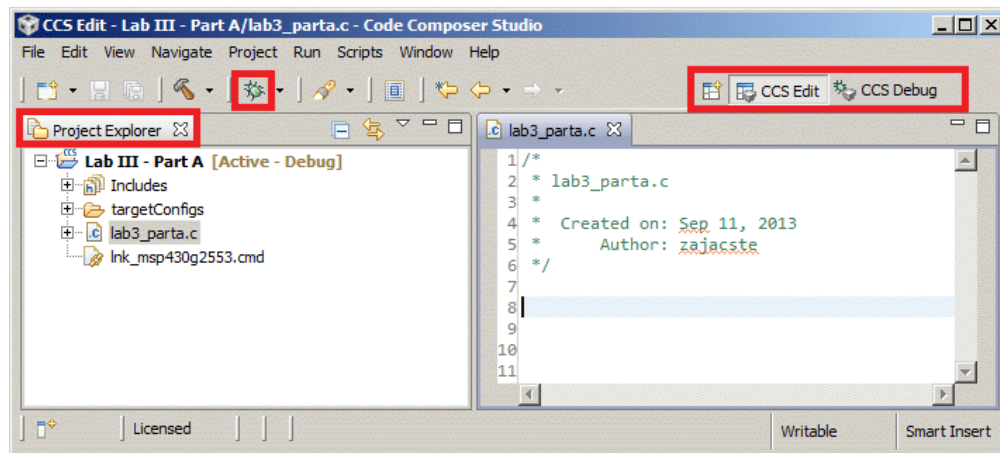 CCS Edit - Lab III - Part A/lab3_parta.c - Code Composer Studio
File Edit View Navigate Project Run Scripts Window Help
CCS Edit CCS Debug
Project Explorer
lab3_parta.c
CCS
Lab III - Part A [Active - Debug]
h
Includes
targetConfigs
.c lab3_parta.c
lnk_msp430g2553.cmd
1 /*
2 * lab3_parta.c
3 *
4 * Created on: Sep 11, 2013
5 * Author: zajacste
6 */
7
8
9
10
11
Licensed
Writable
Smart Insert